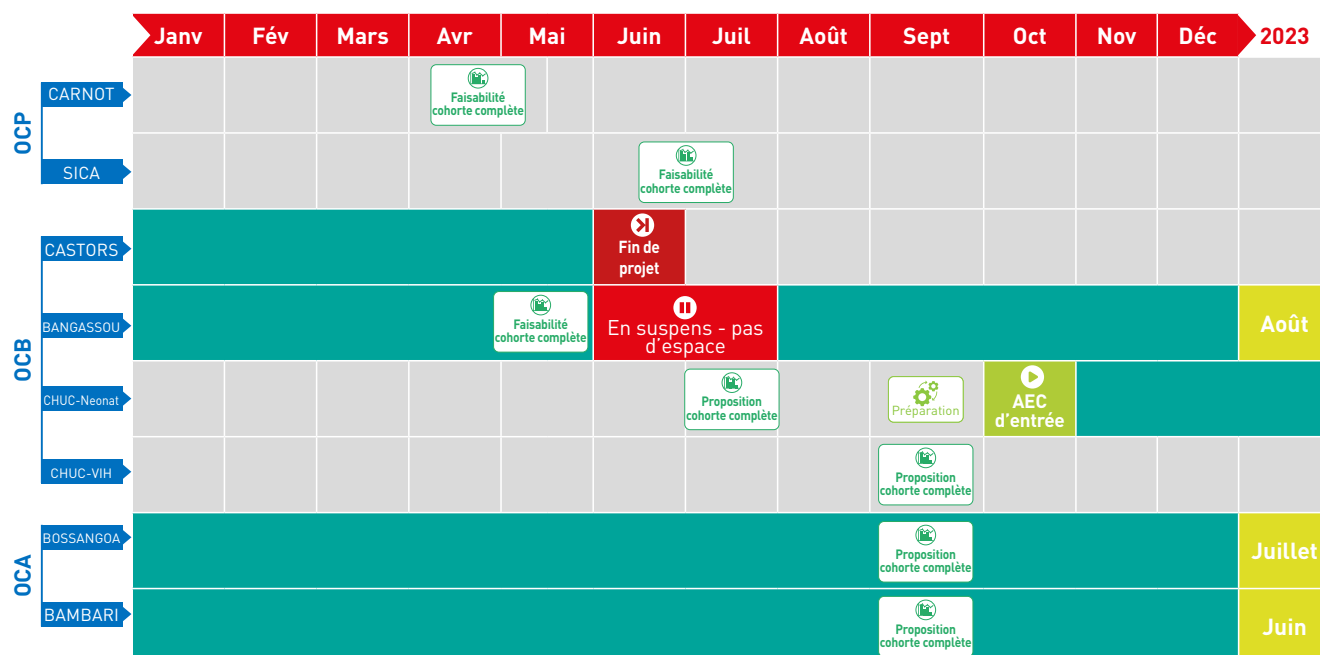 Janv Fév Mars Avr Mai Juin Juil Août Sept Oct Nov Déc 2023
OCP
CARNOT
Faisabilité
cohorte complète
SICA
Faisabilité
cohorte complète
OCB
CASTORS
Fin de
projet
BANGASSOU
Faisabilité
cohorte complète
En suspens - pas
d'espace
Août
CHUC-Neonat
Proposition
cohorte complète
Préparation
AEC
d'entrée
CHUC-VIH
Proposition
cohorte complète
OCA
BOSSANGOA
Proposition
cohorte complète
Juillet
BAMBARI
Proposition
cohorte complète
Juin